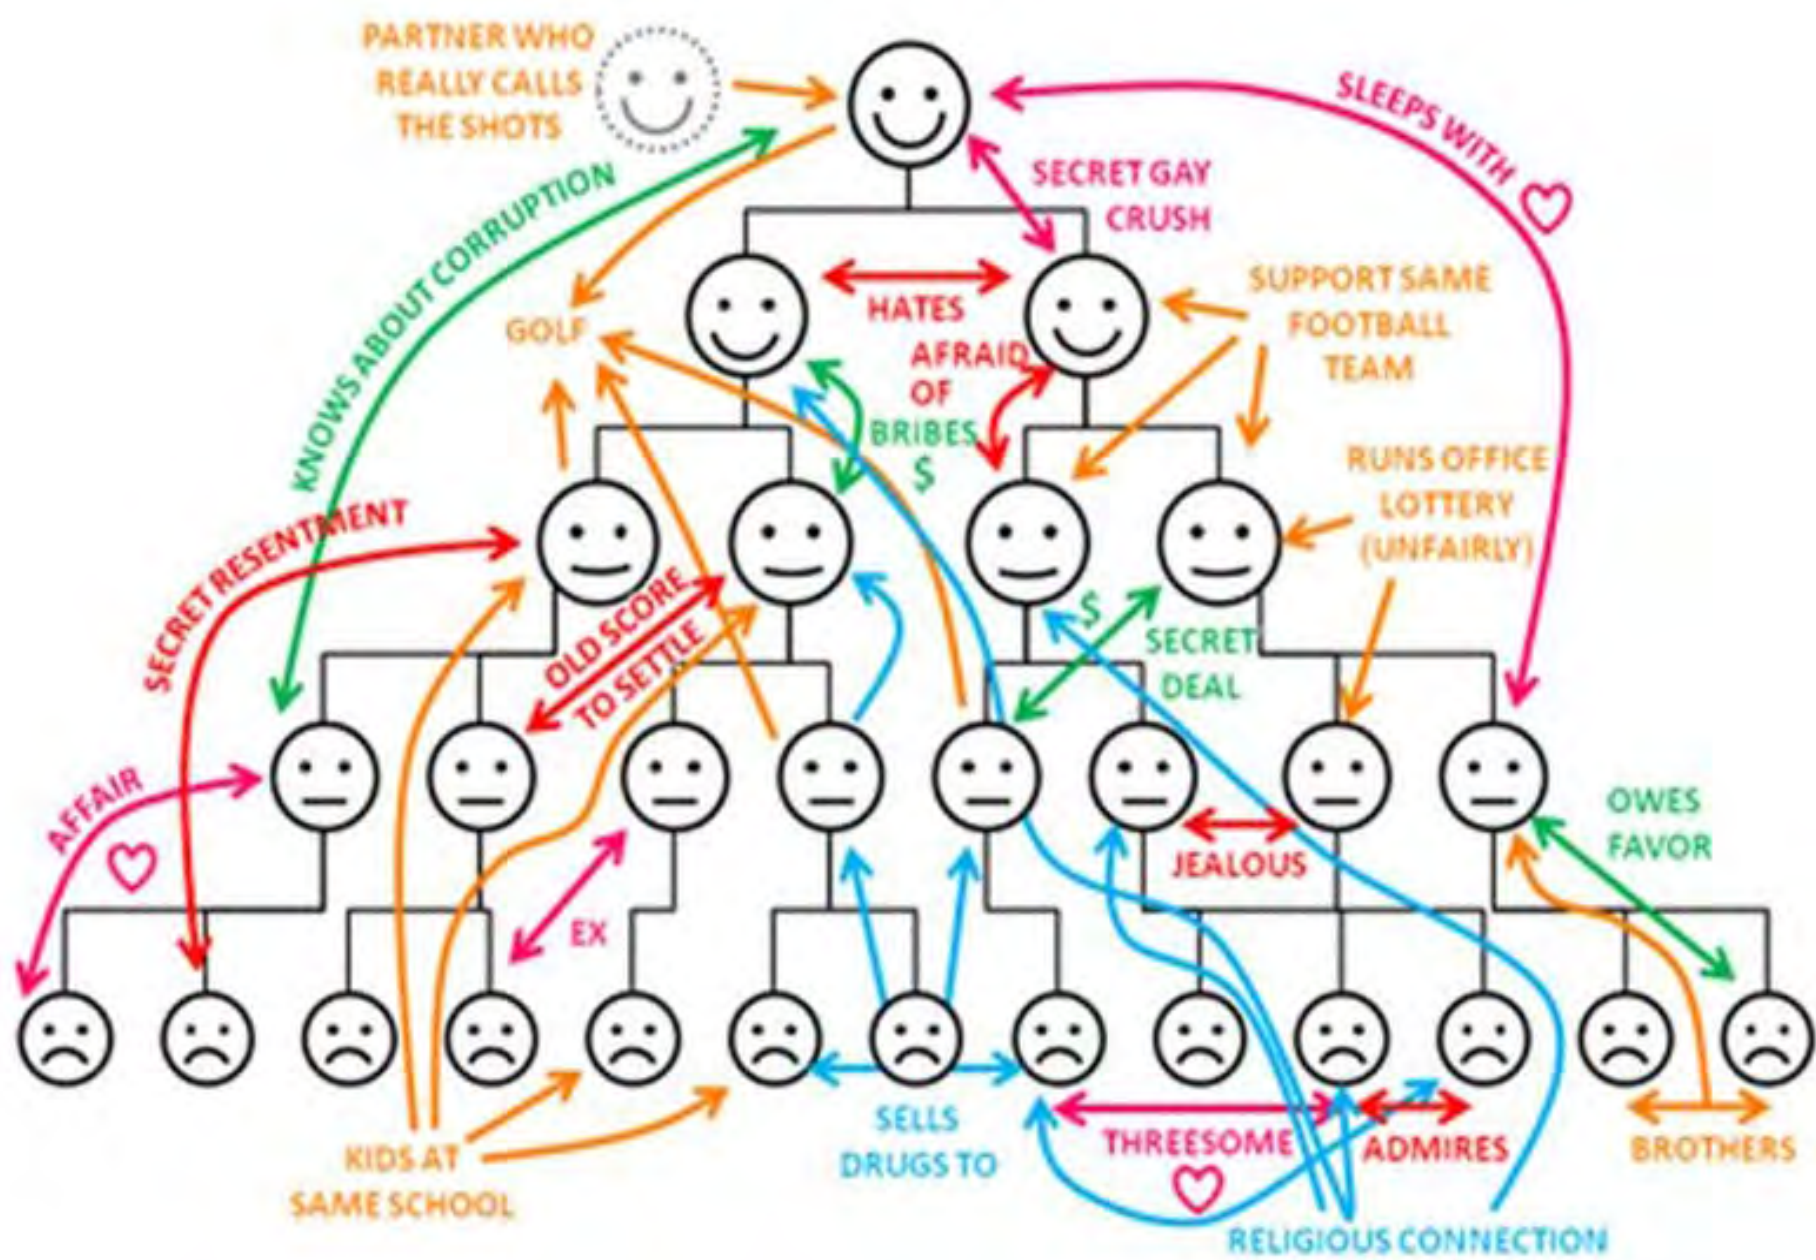 PARTNER WHO
REALLY CALLS
THE SHOTS
SLEEPS WITH
SECRET GAY
CRUSH
KNOWS ABOUT CORRUPTION
HATES
SUPPORT SAME
FOOTBALL
TEAM
GOLF
AFRAID
OF
BRIBES
$
RUNS OFFICE
LOTTERY
(UNFAIRLY)
SECRET RESENTMENT
OLD SCORE
TO SETTLE
$
SECRET
DEAL
AFFAIR
OWES
FAVOR
JEALOUS
EX
SELLS
DRUGS TO
THREESOME
ADMIRES
BROTHERS
KIDS AT
SAME SCHOOL
RELIGIOUS CONNECTION